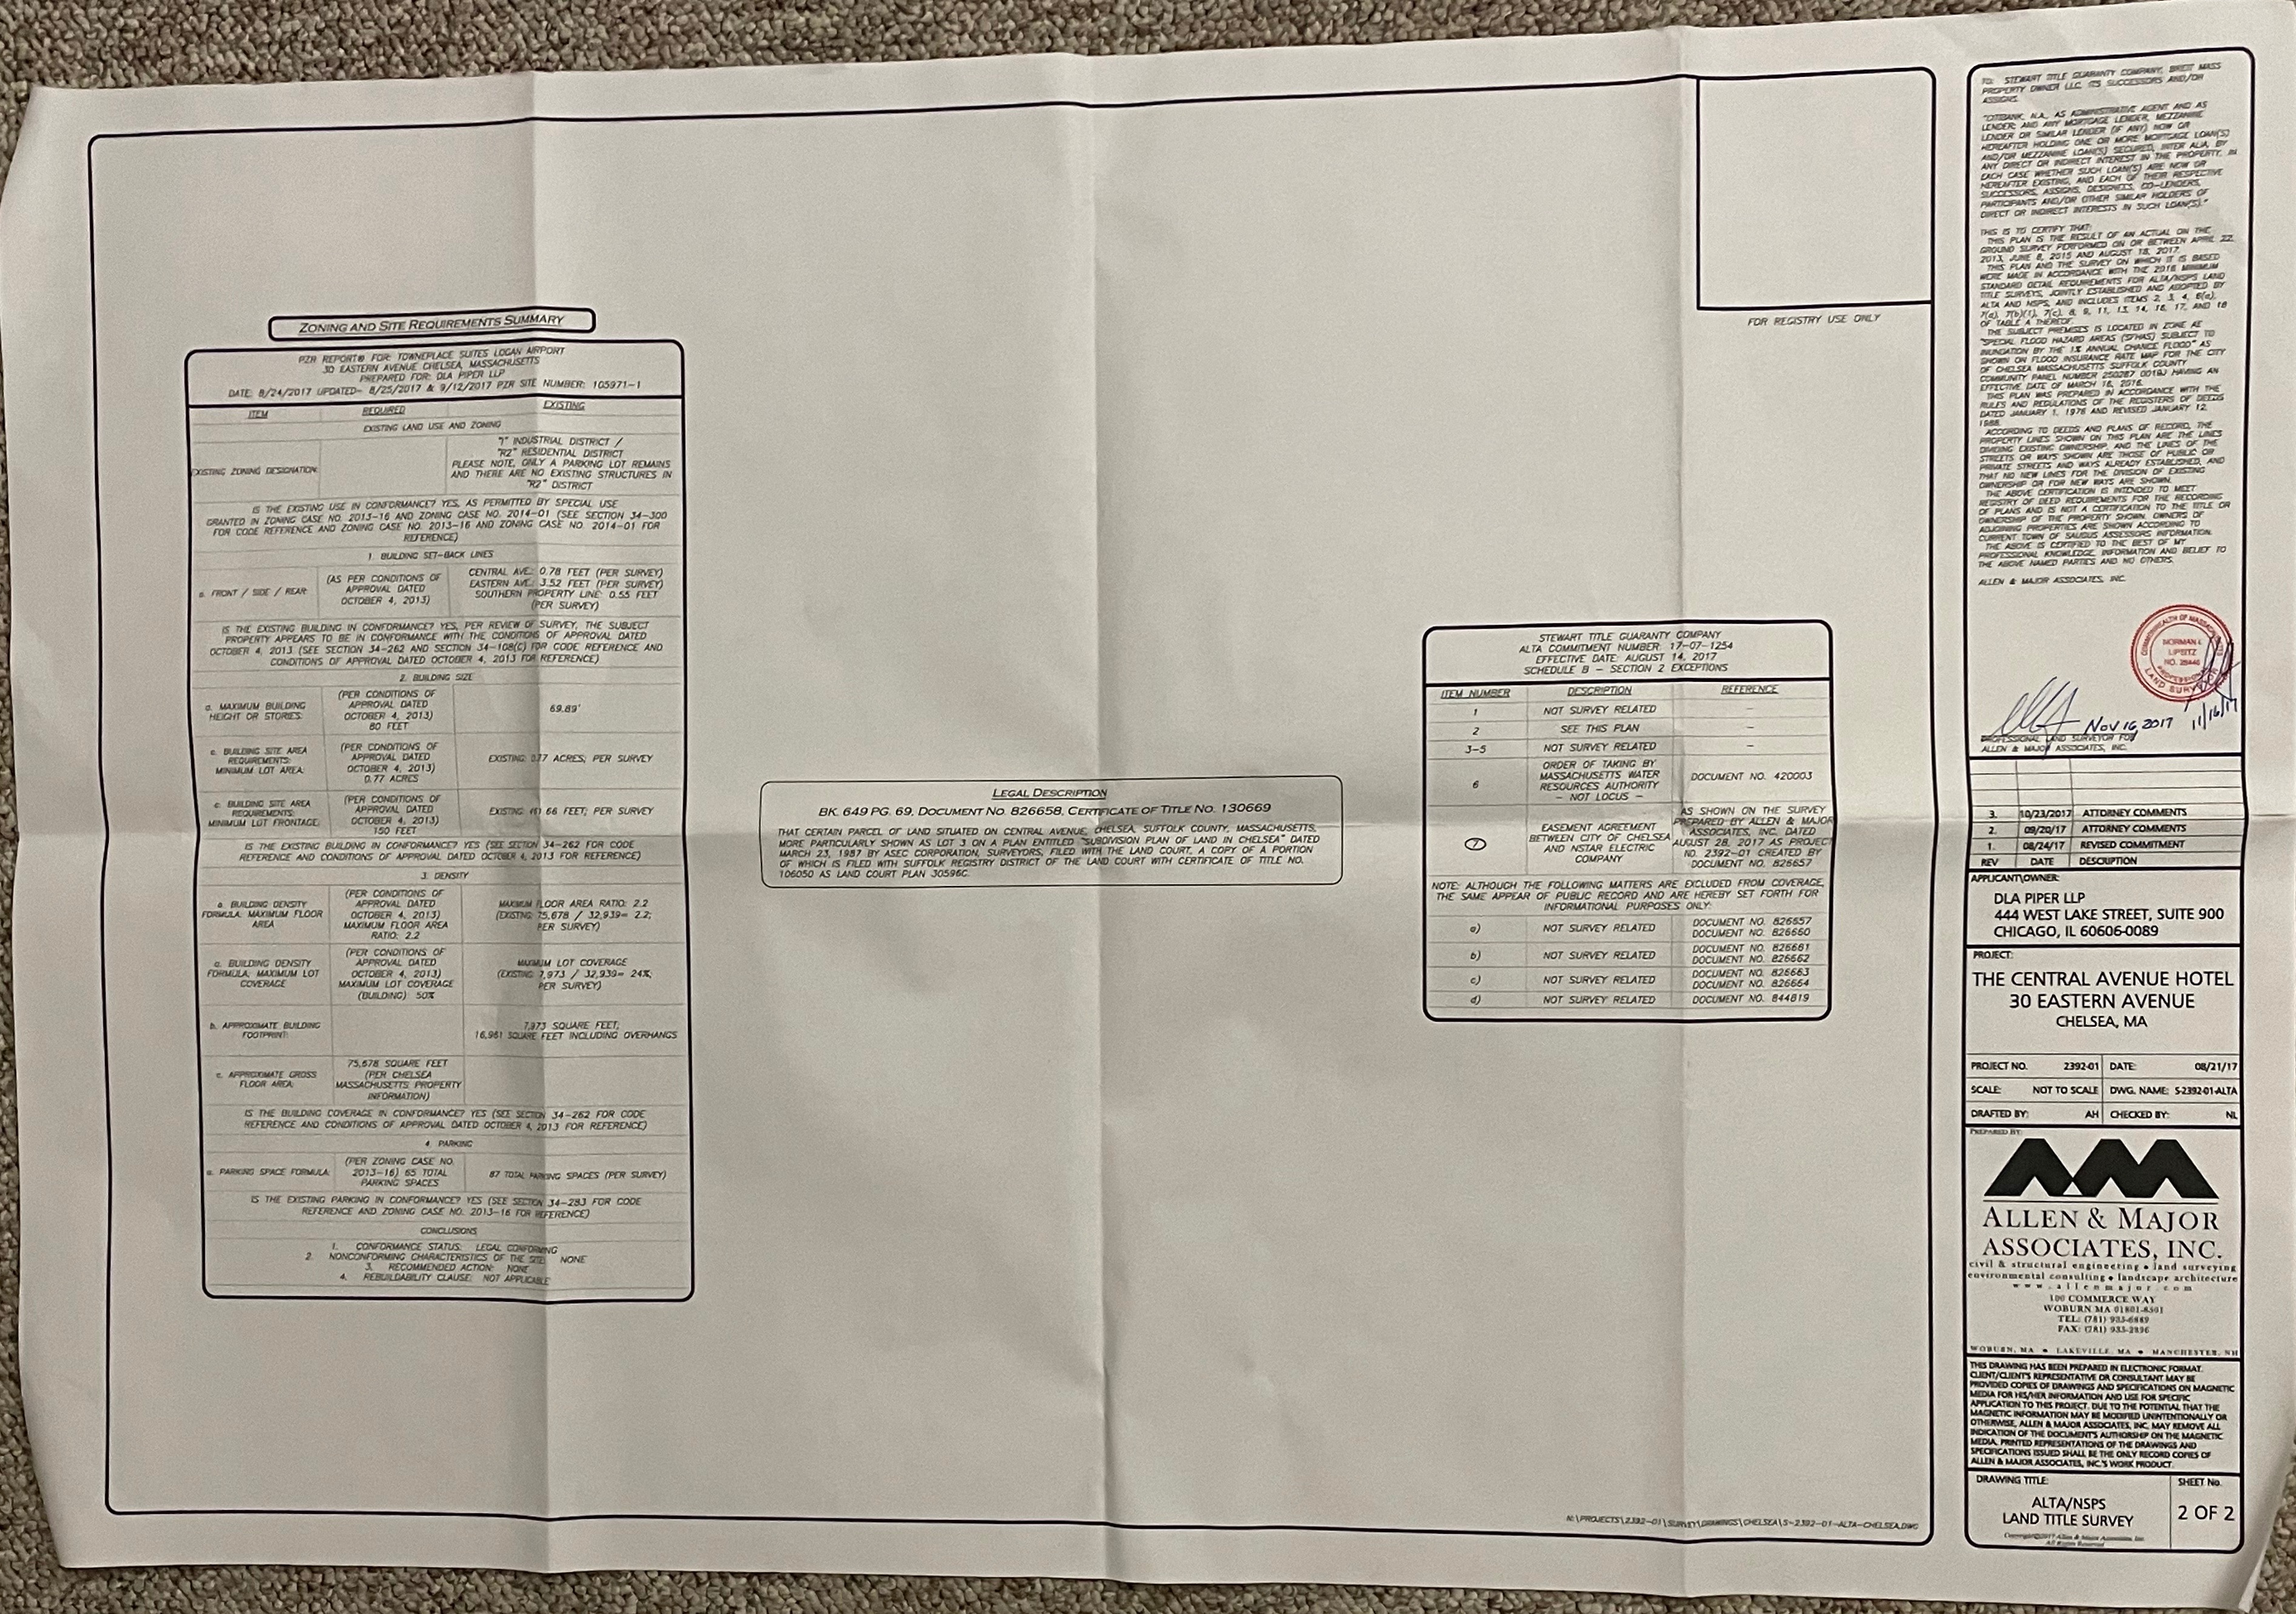 ZONING AND SITE REQUIREMENTS SUMMARY
PZR REPORT® FOR: TOWNEPLACE SUITES LOGAN AIRPORT
30 EASTERN AVENUE CHELSEA, MASSACHUSETTS
PREPARED FOR: DLA PIPER LLP
DATE: 8/24/2017 UPDATED- 8/25/2017 & 9/12/2017 PZR SITE NUMBER: 105971-1
ITEM REQUIRED EXISTING
EXISTING LAND USE AND ZONING
EXISTING ZONING DESIGNATION:
"I" INDUSTRIAL DISTRICT /
"R2" RESIDENTIAL DISTRICT
PLEASE NOTE, ONLY A PARKING LOT REMAINS
AND THERE ARE NO EXISTING STRUCTURES IN
"R2" DISTRICT
IS THE EXISTING USE IN CONFORMANCE? YES, AS PERMITTED BY SPECIAL USE
GRANTED IN ZONING CASE NO. 2013-16 AND ZONING CASE NO. 2014-01 (SEE SECTION 34-300
FOR CODE REFERENCE AND ZONING CASE NO. 2013-16 AND ZONING CASE NO. 2014-01 FOR
REFERENCE)
1. BUILDING SET-BACK LINES
a. FRONT / SIDE / REAR:
(AS PER CONDITIONS OF
APPROVAL DATED
OCTOBER 4, 2013)
CENTRAL AVE.: 0.78 FEET (PER SURVEY)
EASTERN AVE.: 3.52 FEET (PER SURVEY)
SOUTHERN PROPERTY LINE: 0.55 FEET
(PER SURVEY)
IS THE EXISTING BUILDING IN CONFORMANCE? YES, PER REVIEW OF SURVEY, THE SUBJECT
PROPERTY APPEARS TO BE IN CONFORMANCE WITH THE CONDITIONS OF APPROVAL DATED
OCTOBER 4, 2013 (SEE SECTION 34-262 AND SECTION 34-108(C) FOR CODE REFERENCE AND
CONDITIONS OF APPROVAL DATED OCTOBER 4, 2013 FOR REFERENCE)
2. BUILDING SIZE
a. MAXIMUM BUILDING
HEIGHT OR STORIES:
(PER CONDITIONS OF
APPROVAL DATED
OCTOBER 4, 2013)
80 FEET
69.89'
c. BUILDING SITE AREA
REQUIREMENTS:
MINIMUM LOT AREA:
(PER CONDITIONS OF
APPROVAL DATED
OCTOBER 4, 2013)
0.77 ACRES
EXISTING: 0.77 ACRES; PER SURVEY
c. BUILDING SITE AREA
REQUIREMENTS:
MINIMUM LOT FRONTAGE:
(PER CONDITIONS OF
APPROVAL DATED
OCTOBER 4, 2013)
150 FEET
66 FEET; PER SURVEY
IS THE EXISTING BUILDING IN CONFORMANCE? YES (SEE SECTION 34-262 FOR CODE
REFERENCE AND CONDITIONS OF APPROVAL DATED OCTOBER 4, 2013 FOR REFERENCE)
3. DENSITY
a. BUILDING DENSITY
FORMULA: MAXIMUM FLOOR
AREA
(PER CONDITIONS OF
APPROVAL DATED
OCTOBER 4, 2013)
MAXIMUM FLOOR AREA
RATIO: 2.2
MAXIMUM FLOOR AREA RATIO: 2.2
(EXISTNG: 75,678 / 32,939= 2.2;
PER SURVEY)
a. BUILDING DENSITY
FORMULA: MAXIMUM LOT
COVERAGE
(PER CONDITIONS OF
APPROVAL DATED
OCTOBER 4, 2013)
MAXIMUM LOT COVERAGE
(BUILDING) 50%
MAXIMUM LOT COVERAGE
(EXISTING: 7,973 / 32,939= 24%;
PER SURVEY)
b. APPROXIMATE BUILDING
FOOTPRINT:
7,973 SQUARE FEET;
16,981 SQUARE FEET INCLUDING OVERHANGS
c. APPROXIMATE GROSS
FLOOR AREA:
75,678 SQUARE FEET
(PER CHELSEA
MASSACHUSETTS PROPERTY
INFORMATION)
IS THE BUILDING COVERAGE IN CONFORMANCE? YES (SEE SECTION 34-262 FOR CODE
REFERENCE AND CONDITIONS OF APPROVAL DATED OCTOBER 4, 2013 FOR REFERENCE)
4. PARKING
a. PARKING SPACE FORMULA:
(PER ZONING CASE NO.
2013-16) 65 TOTAL
PARKING SPACES
87 TOTAL PARKING SPACES (PER SURVEY)
IS THE EXISTING PARKING IN CONFORMANCE? YES (SEE SECTION 34-283 FOR CODE
REFERENCE AND ZONING CASE NO. 2013-16 FOR REFERENCE)
CONCLUSIONS
1. CONFORMANCE STATUS: LEGAL CONFORMING
2. NONCONFORMING CHARACTERISTICS OF THE SITE: NONE
3. RECOMMENDED ACTION: NONE
4. REBUILDABILITY CLAUSE: NOT APPLICABLE
LEGAL DESCRIPTION
BK. 649 PG. 69, DOCUMENT NO. 826658, CERTIFICATE OF TITLE NO. 130669
THAT CERTAIN PARCEL OF LAND SITUATED ON CENTRAL AVENUE, CHELSEA, SUFFOLK COUNTY, MASSACHUSETTS,
MORE PARTICULARLY SHOWN AS LOT 3 ON A PLAN ENTITLED "SUBDIVISION PLAN OF LAND IN CHELSEA" DATED
MARCH 23, 1987 BY ASEC CORPORATION, SURVEYORS, FILED WITH THE LAND COURT, A COPY OF A PORTION
OF WHICH IS FILED WITH SUFFOLK REGISTRY DISTRICT OF THE LAND COURT WITH CERTIFICATE OF TITLE NO.
106050 AS LAND COURT PLAN 30596C.
FOR REGISTRY USE ONLY
STEWART TITLE GUARANTY COMPANY
ALTA COMMITMENT NUMBER: 17-07-1254
EFFECTIVE DATE: AUGUST 14, 2017
SCHEDULE B - SECTION 2 EXCEPTIONS
ITEM NUMBER DESCRIPTION REFERENCE
1 NOT SURVEY RELATED -
2 SEE THIS PLAN -
3-5 NOT SURVEY RELATED -
6
ORDER OF TAKING BY
MASSACHUSETTS WATER
RESOURCES AUTHORITY
- NOT LOCUS -
DOCUMENT NO. 420003
7
EASEMENT AGREEMENT
BETWEEN CITY OF CHELSEA
AND NSTAR ELECTRIC
COMPANY
AS SHOWN ON THE SURVEY
PREPARED BY ALLEN & MAJOR
ASSOCIATES, INC. DATED
AUGUST 28, 2017 AS PROJECT
NO. 2392-01 CREATED BY
DOCUMENT NO. 826657
NOTE: ALTHOUGH THE FOLLOWING MATTERS ARE EXCLUDED FROM COVERAGE,
THE SAME APPEAR OF PUBLIC RECORD AND ARE HEREBY SET FORTH FOR
INFORMATIONAL PURPOSES ONLY:
a) NOT SURVEY RELATED
DOCUMENT NO. 826657
DOCUMENT NO. 826660
b) NOT SURVEY RELATED
DOCUMENT NO. 826661
DOCUMENT NO. 826662
c) NOT SURVEY RELATED
DOCUMENT NO. 826663
DOCUMENT NO. 826664
d) NOT SURVEY RELATED DOCUMENT NO. 844819
N:\PROJECTS\2392-01\SURVEY\DRAWINGS\CHELSEA\S-2392-01-ALTA-CHELSEA.DWG
TO: STEWART TITLE GUARANTY COMPANY, BREIT MASS
PROPERTY OWNER LLC, ITS SUCCESSORS AND/OR
ASSIGNS.
"CITIBANK, N.A., AS ADMINISTRATIVE AGENT AND AS
LENDER; AND ANY MORTGAGE LENDER, MEZZANINE
LENDER OR SIMILAR LENDER (IF ANY) NOW OR
HEREAFTER HOLDING ONE OR MORE MORTGAGE LOAN(S)
AND/OR MEZZANINE LOAN(S) SECURED, INTER ALIA, BY
ANY DIRECT OR INDIRECT INTEREST IN THE PROPERTY, IN
EACH CASE WHETHER SUCH LOAN(S) ARE NOW OR
HEREAFTER EXISTING, AND EACH OF THEIR RESPECTIVE
SUCCESSORS, ASSIGNS, DESIGNEES, CO-LENDERS,
PARTICIPANTS AND/OR OTHER SIMILAR HOLDERS OF
DIRECT OR INDIRECT INTERESTS IN SUCH LOAN(S)."
THIS IS TO CERTIFY THAT:
THIS PLAN IS THE RESULT OF AN ACTUAL ON THE
GROUND SURVEY PERFORMED ON OR BETWEEN APRIL 22,
2013, JUNE 8, 2015 AND AUGUST 18, 2017.
THIS PLAN AND THE SURVEY ON WHICH IT IS BASED
WERE MADE IN ACCORDANCE WITH THE 2016 MINIMUM
STANDARD DETAIL REQUIREMENTS FOR ALTA/NSPS LAND
TITLE SURVEYS, JOINTLY ESTABLISHED AND ADOPTED BY
ALTA AND NSPS, AND INCLUDES ITEMS 2, 3, 4, 6(a),
7(a), 7(b)(1), 7(c), 8, 9, 11, 13, 14, 16, 17, AND 18
OF TABLE A THEREOF.
THE SUBJECT PREMISES IS LOCATED IN ZONE AE
"SPECIAL FLOOD HAZARD AREAS (SFHAS) SUBJECT TO
INUNDATION BY THE 1% ANNUAL CHANCE FLOOD" AS
SHOWN ON FLOOD INSURANCE RATE MAP FOR THE CITY
OF CHELSEA MASSACHUSETTS SUFFOLK COUNTY
COMMUNITY PANEL NUMBER 250287 0019J HAVING AN
EFFECTIVE DATE OF MARCH 16, 2016.
THIS PLAN WAS PREPARED IN ACCORDANCE WITH THE
RULES AND REGULATIONS OF THE REGISTERS OF DEEDS
DATED JANUARY 1, 1976 AND REVISED JANUARY 12,
1988.
ACCORDING TO DEEDS AND PLANS OF RECORD, THE
PROPERTY LINES SHOWN ON THIS PLAN ARE THE LINES
DIVIDING EXISTING OWNERSHIP, AND THE LINES OF THE
STREETS OR WAYS SHOWN ARE THOSE OF PUBLIC OR
PRIVATE STREETS AND WAYS ALREADY ESTABLISHED, AND
THAT NO NEW LINES FOR THE DIVISION OF EXISTING
OWNERSHIP OR FOR NEW WAYS ARE SHOWN.
THE ABOVE CERTIFICATION IS INTENDED TO MEET
REGISTRY OF DEED REQUIREMENTS FOR THE RECORDING
OF PLANS AND IS NOT A CERTIFICATION TO THE TITLE OR
OWNERSHIP OF THE PROPERTY SHOWN. OWNERS OF
ADJOINING PROPERTIES ARE SHOWN ACCORDING TO
CURRENT TOWN OF SAUGUS ASSESSORS INFORMATION.
THE ABOVE IS CERTIFIED TO THE BEST OF MY
PROFESSIONAL KNOWLEDGE, INFORMATION AND BELIEF TO
THE ABOVE NAMED PARTIES AND NO OTHERS.
ALLEN & MAJOR ASSOCIATES, INC.
COMMONWEALTH OF MASSACHUSETTS
NORMAN I.
LIPSITZ
PROFESSIONAL
LAND SURVEYOR
Nov 16, 2017
11/16/17
PROFESSIONAL LAND SURVEYOR FOR
ALLEN & MAJOR ASSOCIATES, INC.
3. 10/23/2017 ATTORNEY COMMENTS
2. 09/20/17 ATTORNEY COMMENTS
1. 08/24/17 REVISED COMMITMENT
REV DATE DESCRIPTION
APPLICANT\OWNER:
DLA PIPER LLP
444 WEST LAKE STREET, SUITE 900
CHICAGO, IL 60606-0089
PROJECT:
THE CENTRAL AVENUE HOTEL
30 EASTERN AVENUE
CHELSEA, MA
PROJECT NO. 2392-01 DATE: 08/21/17
SCALE: NOT TO SCALE DWG. NAME: S-2392-01-ALTA
DRAFTED BY: AH CHECKED BY: NL
PREPARED BY:
ALLEN & MAJOR
ASSOCIATES, INC.
civil & structural engineering • land surveying
environmental consulting • landscape architecture
www.allenmajor.com
100 COMMERCE WAY
WOBURN MA 01801-8501
TEL: (781) 935-6889
FAX: (781) 935-2896
WOBURN, MA • LAKEVILLE, MA • MANCHESTER, NH
THIS DRAWING HAS BEEN PREPARED IN ELECTRONIC FORMAT.
CLIENT/CLIENT'S REPRESENTATIVE OR CONSULTANT MAY BE
PROVIDED COPIES OF DRAWINGS AND SPECIFICATIONS ON MAGNETIC
MEDIA FOR HIS/HER INFORMATION AND USE FOR SPECIFIC
APPLICATION TO THIS PROJECT. DUE TO THE POTENTIAL THAT THE
MAGNETIC INFORMATION MAY BE MODIFIED UNINTENTIONALLY OR
OTHERWISE, ALLEN & MAJOR ASSOCIATES, INC. MAY REMOVE ALL
INDICATION OF THE DOCUMENT'S AUTHORSHIP ON THE MAGNETIC
MEDIA. PRINTED REPRESENTATIONS OF THE DRAWINGS AND
SPECIFICATIONS ISSUED SHALL BE THE ONLY RECORD COPIES OF
ALLEN & MAJOR ASSOCIATES, INC.'S WORK PRODUCT.
DRAWING TITLE: SHEET No.
ALTA/NSPS
LAND TITLE SURVEY
2 OF 2
Copyright©2017 Allen & Major Associates, Inc.
All Rights Reserved